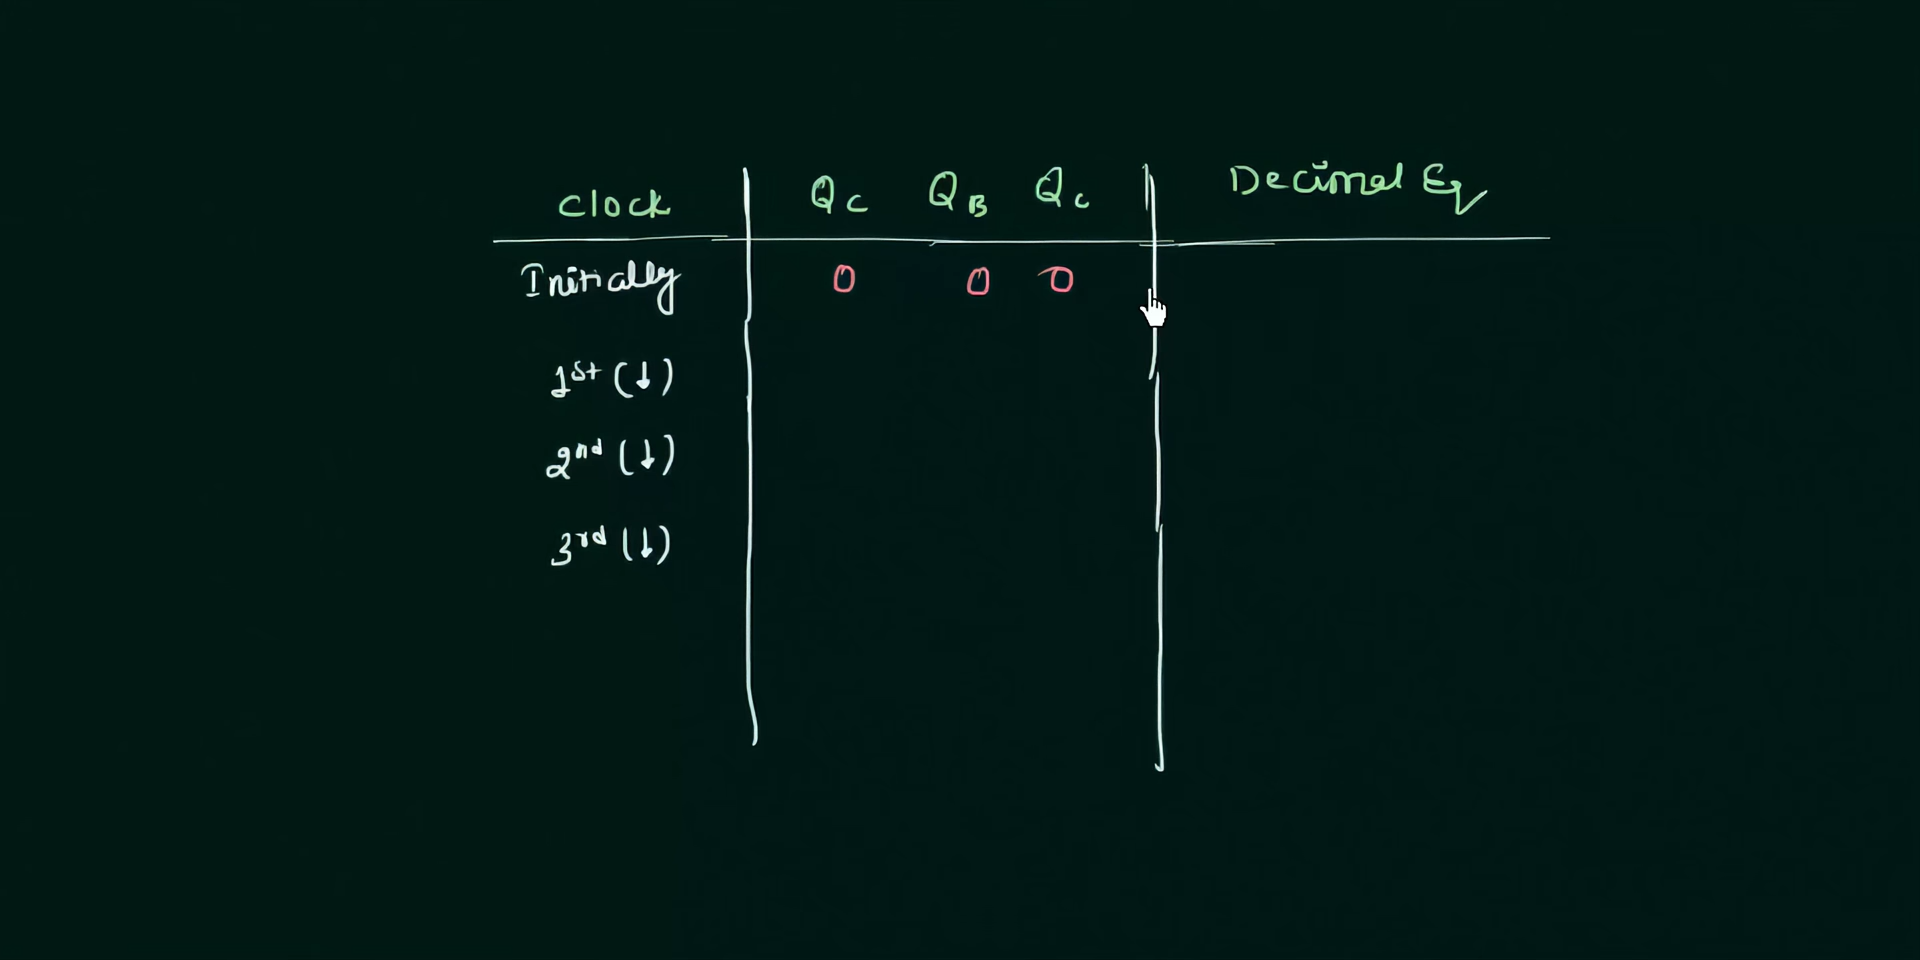 Clock Qc QB Qc Decimal Eq
Initially 0 0 0
1st (↓)
2nd (↓)
3rd (↓)